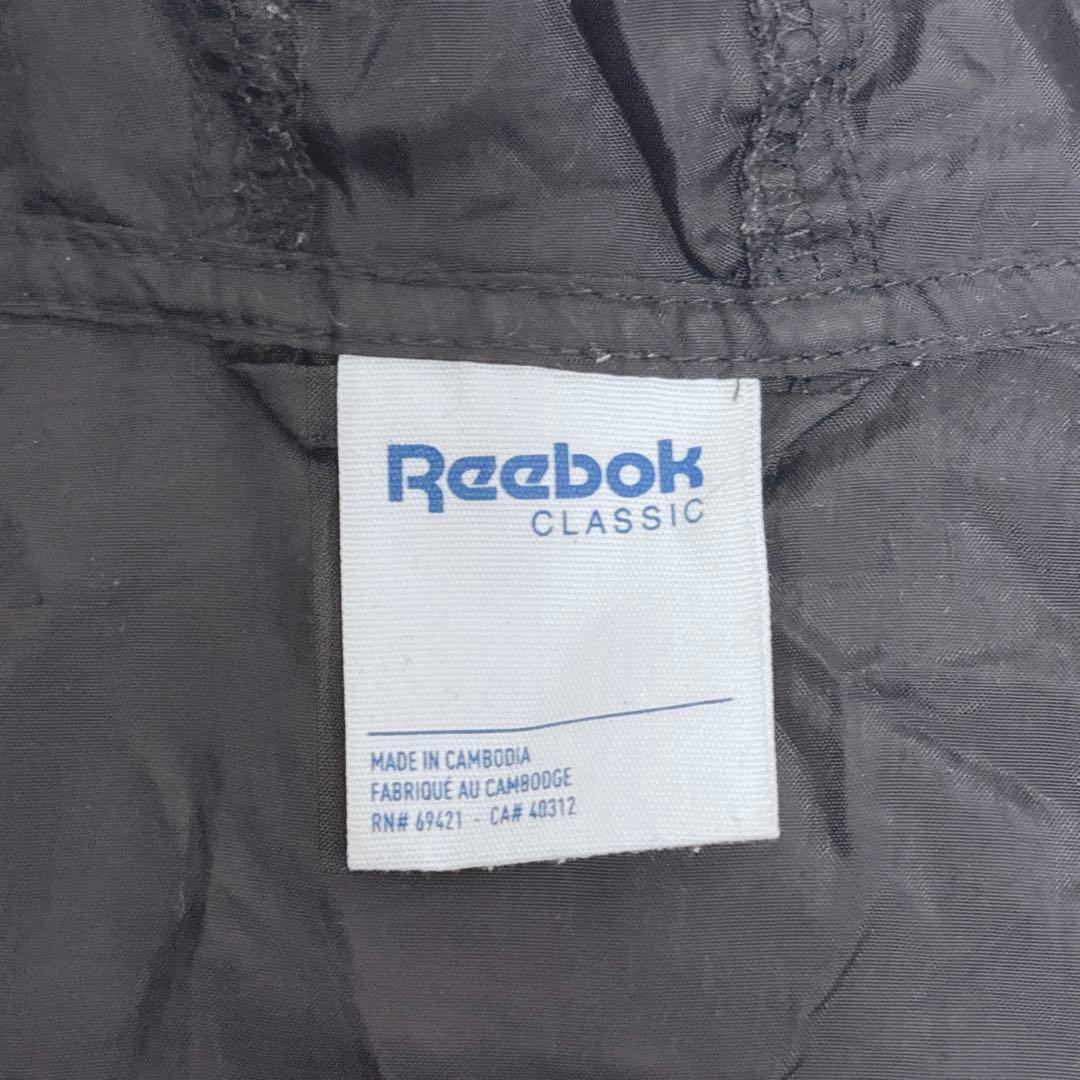 Reebok
CLASSIC
MADE IN CAMBODIA
FABRIQUÉ AU CAMBODGE
RN# 69421 - CA# 40312